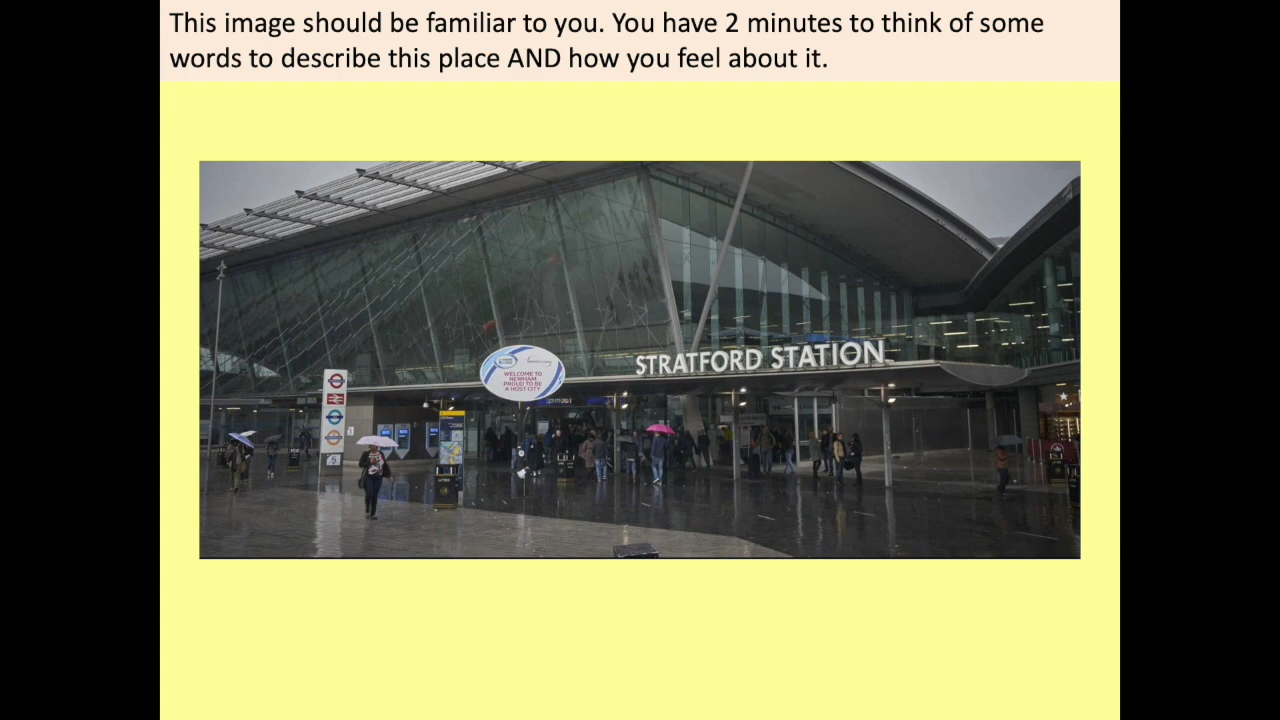 This image should be familiar to you. You have 2 minutes to think of some
words to describe this place AND how you feel about it.
STRATFORD STATION
WELCOME TO
NEWHAM
PROUD TO BE
A HOST CITY